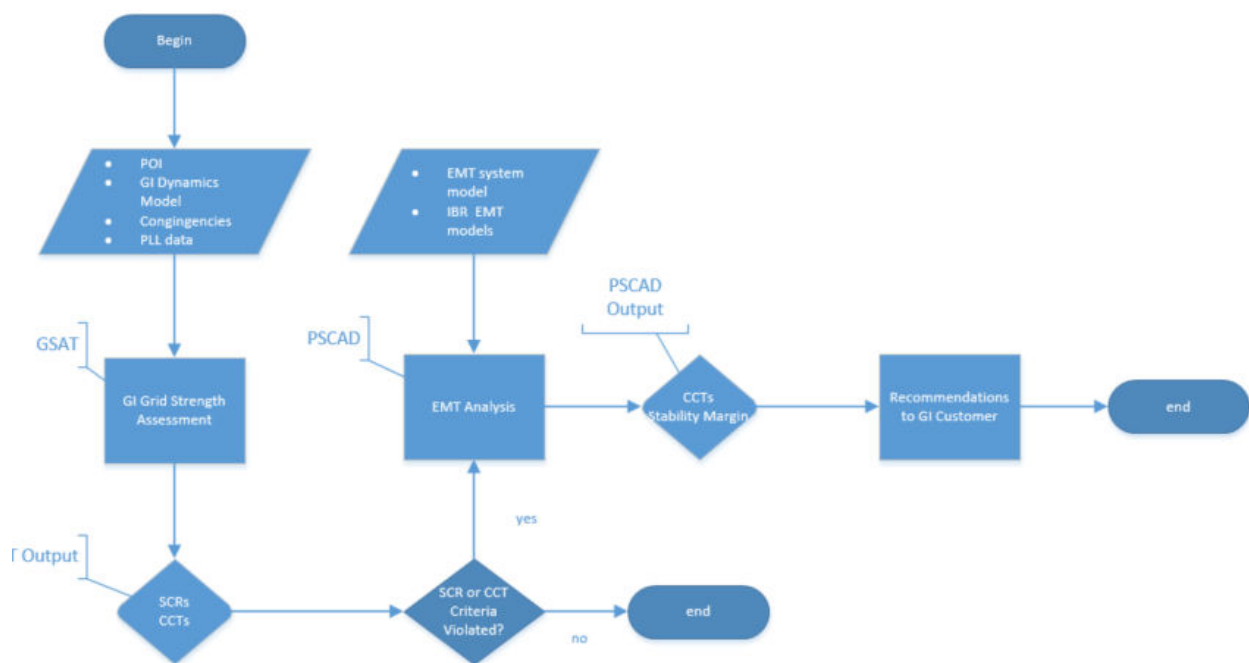 Begin
POI
GI Dynamics
Model
Congingencies
PLL data
EMT system
model
IBR EMT
models
GSAT
GI Grid Strength
Assessment
PSCAD
EMT Analysis
PSCAD
Output
CCTs
Stability Margin
Recommendations
to GI Customer
end
yes
T Output
SCRs
CCTs
SCR or CCT
Criteria
Violated?
no
end